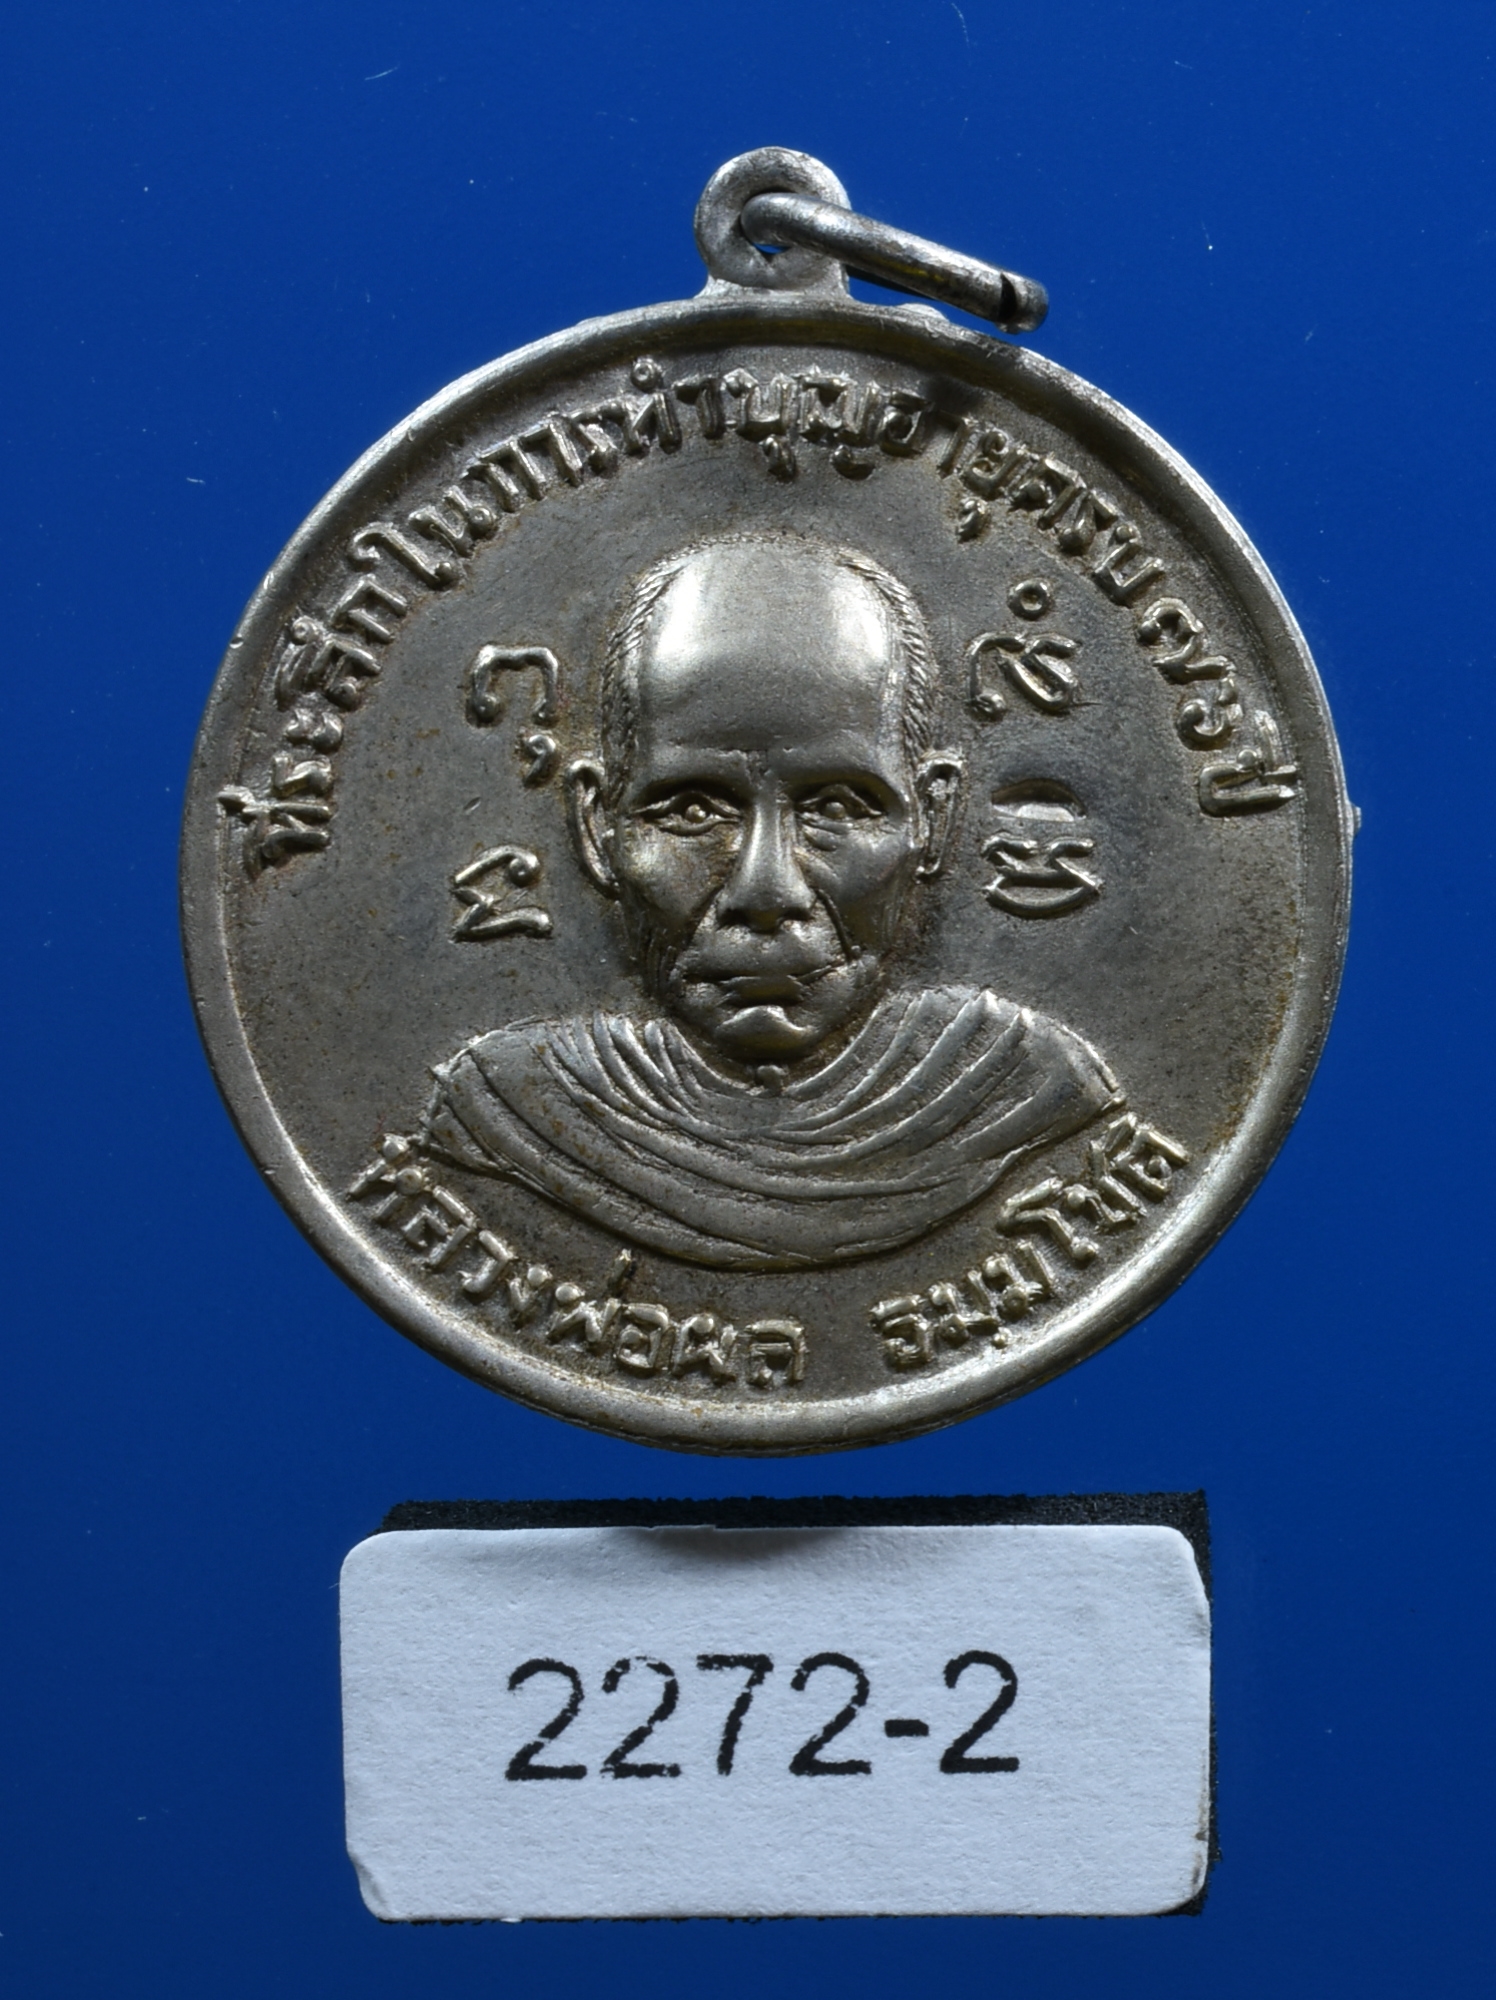 ที่ระลึกในการทำบุญอายุครบ ๗๖ ปี
หลวงพ่อผล ธมฺมโชติ
2272-2